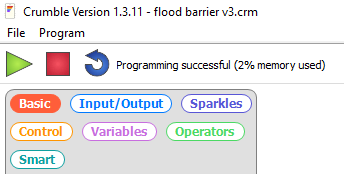 Crumble Version 1.3.11 - flood barrier v3.crm
File Program
Programming successful (2% memory used)
Basic Input/Output Sparkles
Control Variables Operators
Smart